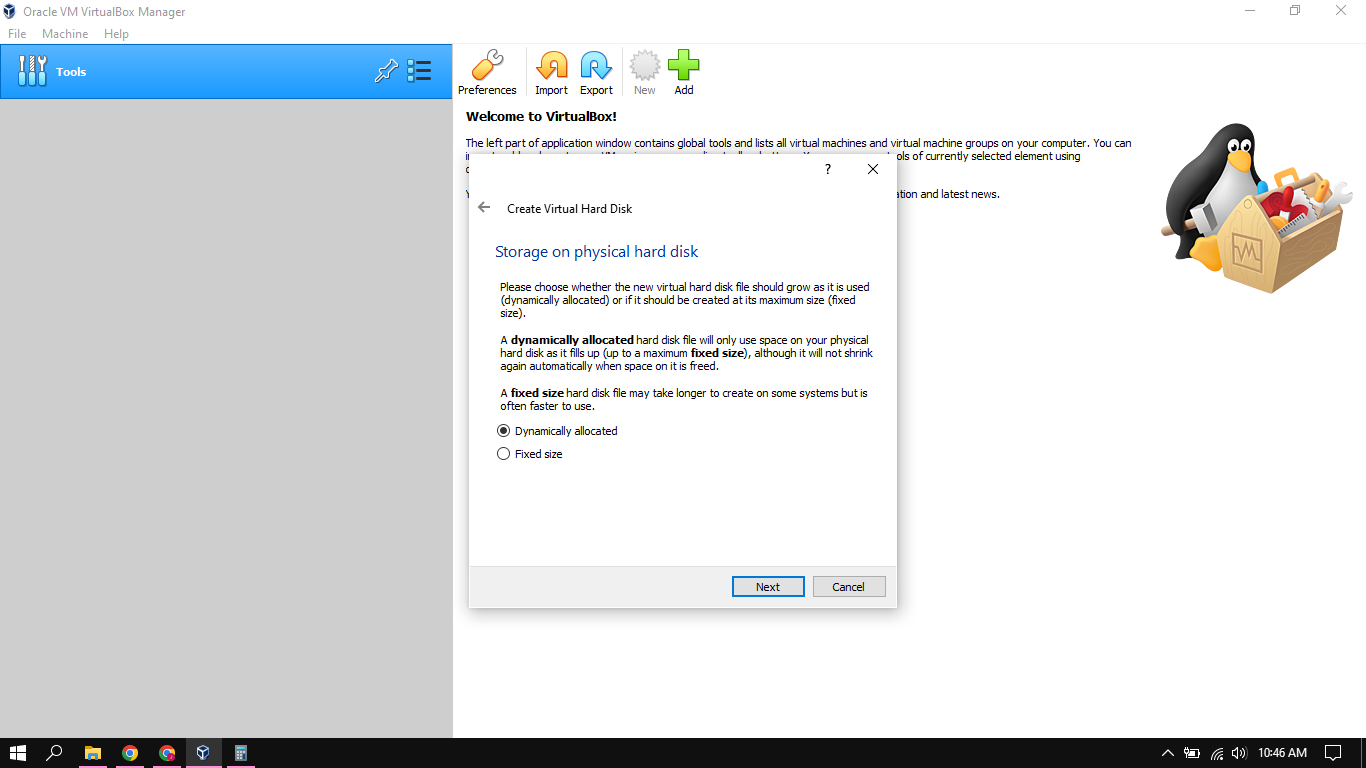 Oracle VM VirtualBox Manager
File Machine Help
Tools
Preferences Import Export New Add
Welcome to VirtualBox!
The left part of application window contains global tools and lists all virtual machines and virtual machine groups on your computer. You can
ols of currently selected element using
ation and latest news.
?
Create Virtual Hard Disk
Storage on physical hard disk
Please choose whether the new virtual hard disk file should grow as it is used
(dynamically allocated) or if it should be created at its maximum size (fixed
size).
A dynamically allocated hard disk file will only use space on your physical
hard disk as it fills up (up to a maximum fixed size), although it will not shrink
again automatically when space on it is freed.
A fixed size hard disk file may take longer to create on some systems but is
often faster to use.
Dynamically allocated
Fixed size
Next Cancel
10:46 AM